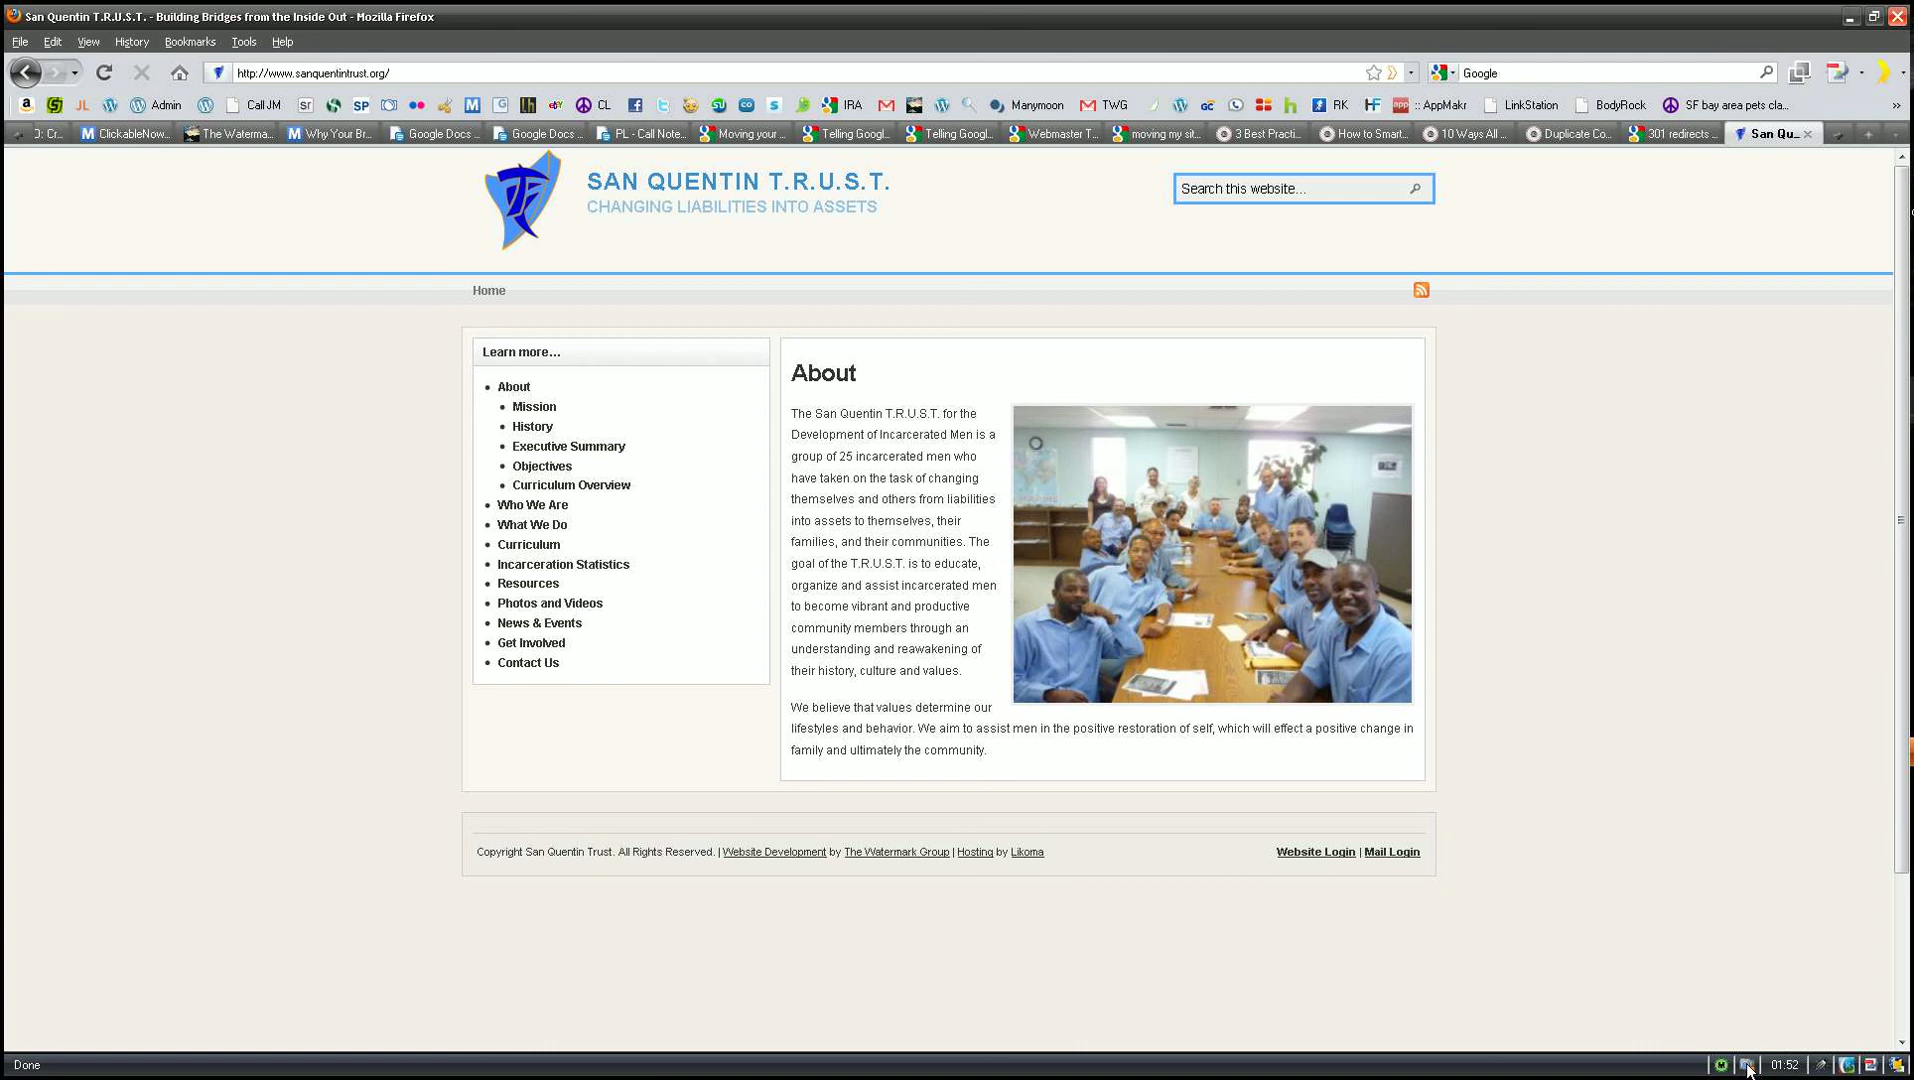 San Quentin T.R.U.S.T. - Building Bridges from the Inside Out - Mozilla Firefox
File Edit View History Bookmarks Tools Help
http://www.sanquentintrust.org/ Google
Admin JL CallJM Sr SP CL IRA Manymoon TWG GC RK HF app :: AppMakr LinkStation BodyRock SF bay area pets cla...
): Cr... ClickableNow... The Waterma... Why Your Br... Google Docs ... Google Docs ... PL - Call Note... Moving your ... Telling Googl... Telling Googl... Webmaster T... moving my sit... 3 Best Practi... How to Smart... 10 Ways All ... Duplicate Co... 301 redirects ... San Qu...
SAN QUENTIN T.R.U.S.T.
CHANGING LIABILITIES INTO ASSETS
Search this website...
Home
Learn more...
About
Mission
History
Executive Summary
Objectives
Curriculum Overview
Who We Are
What We Do
Curriculum
Incarceration Statistics
Resources
Photos and Videos
News & Events
Get Involved
Contact Us
About
The San Quentin T.R.U.S.T. for the
Development of Incarcerated Men is a
group of 25 incarcerated men who
have taken on the task of changing
themselves and others from liabilities
into assets to themselves, their
families, and their communities. The
goal of the T.R.U.S.T. is to educate,
organize and assist incarcerated men
to become vibrant and productive
community members through an
understanding and reawakening of
their history, culture and values.
We believe that values determine our
lifestyles and behavior. We aim to assist men in the positive restoration of self, which will effect a positive change in
family and ultimately the community.
Copyright San Quentin Trust. All Rights Reserved. | Website Development by The Watermark Group | Hosting by Likoma
Website Login | Mail Login
Done 01:52